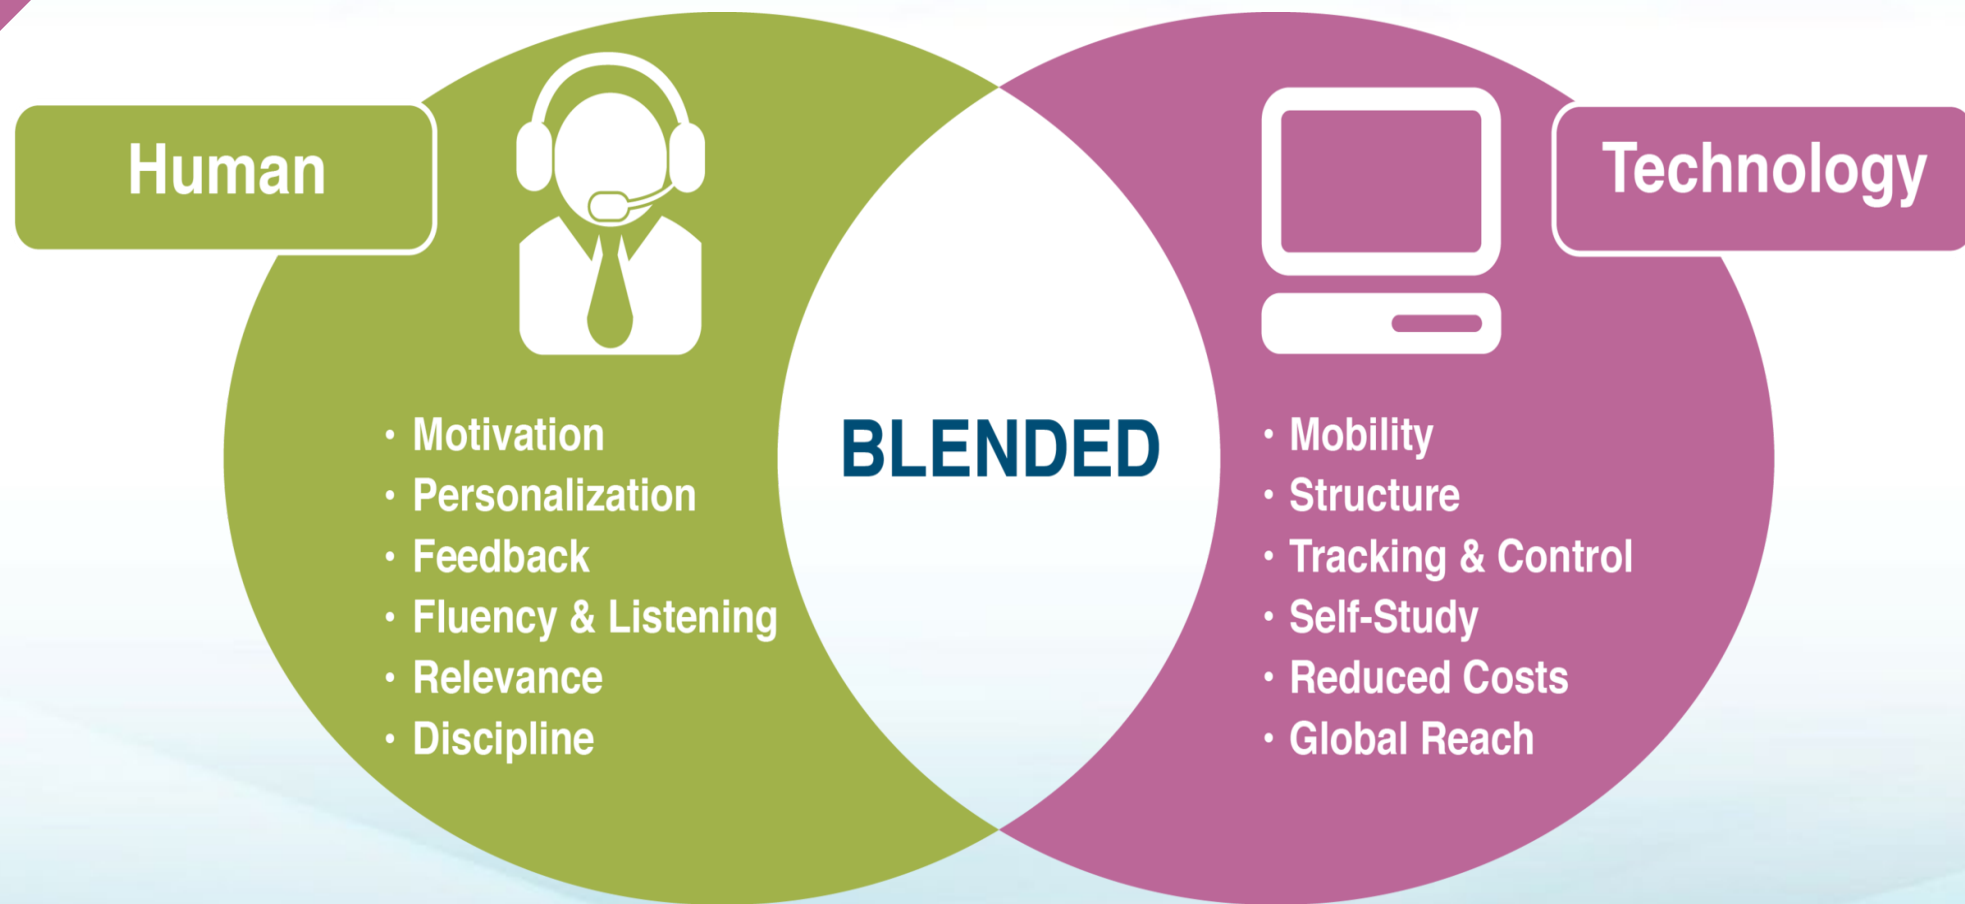 Human
• Motivation
• Personalization
• Feedback
• Fluency & Listening
• Relevance
• Discipline
BLENDED
Technology
• Mobility
• Structure
• Tracking & Control
• Self-Study
• Reduced Costs
• Global Reach